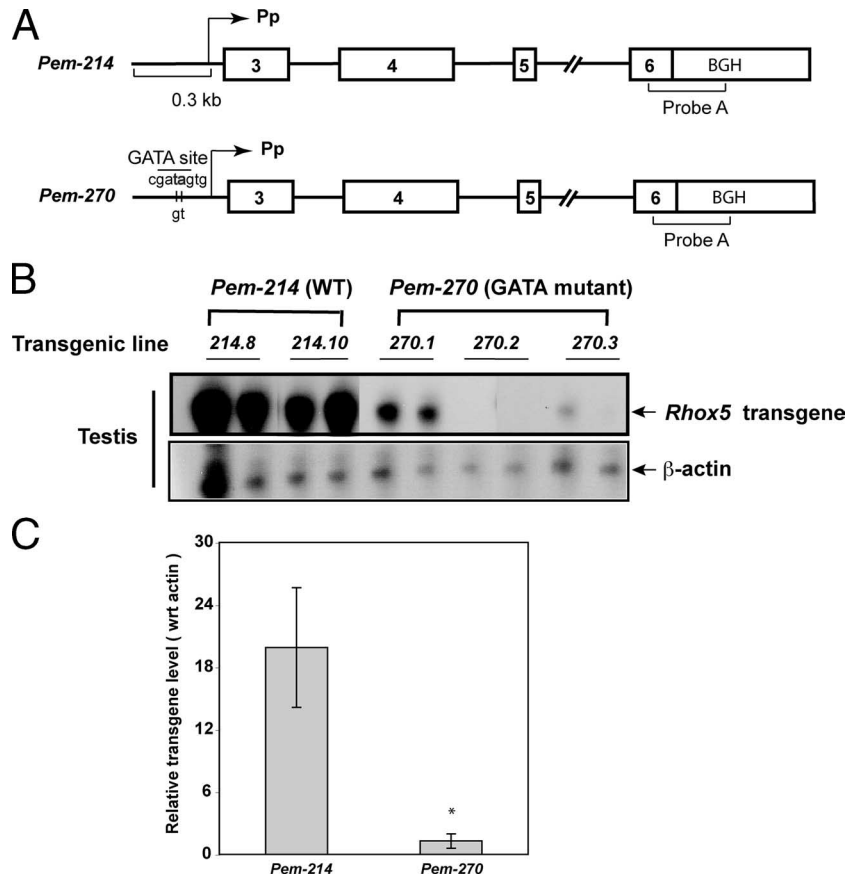 A
Pem-214
Pp
3
4
5
6
BGH
0.3 kb
Probe A
GATA site
cgatagtg
gt
Pem-270
Pp
3
4
5
6
BGH
Probe A
B
Pem-214 (WT)
Pem-270 (GATA mutant)
Transgenic line
214.8
214.10
270.1
270.2
270.3
Testis
Rhox5 transgene
β-actin
C
Relative transgene level ( wrt actin )
30
24
18
12
6
0
*
Pem-214
Pem-270